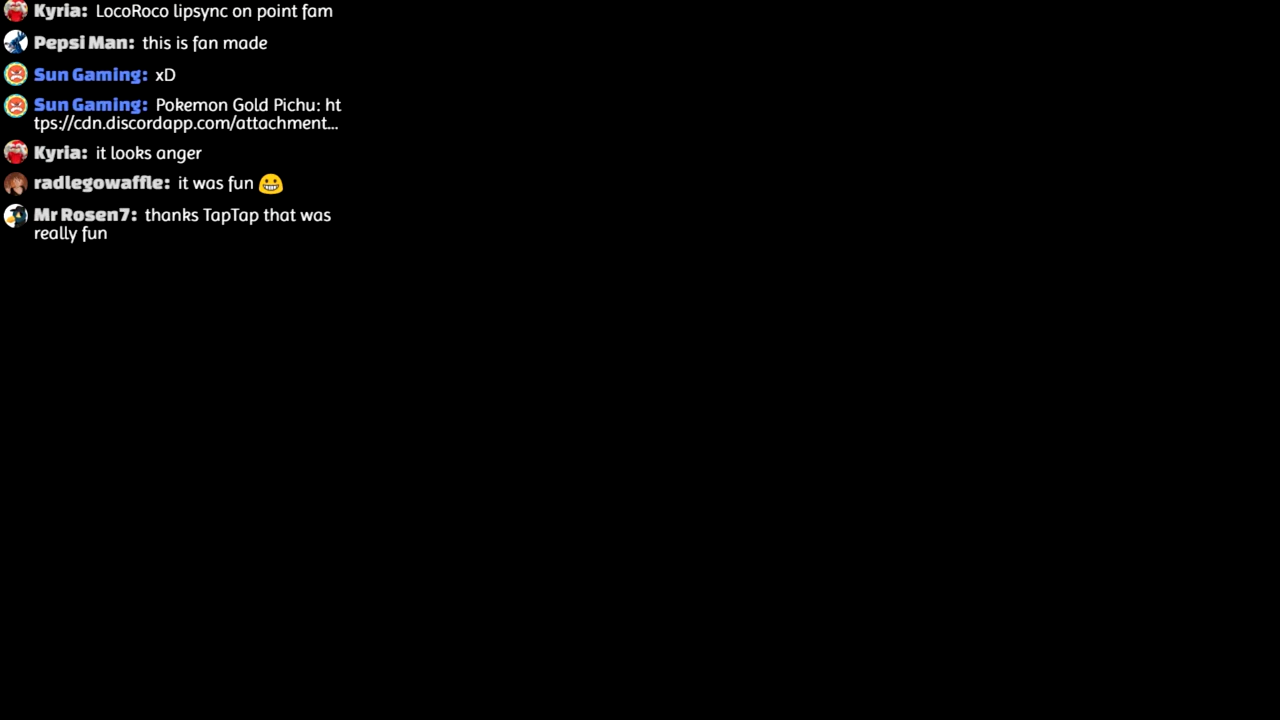 Kyria: LocoRoco lipsync on point fam
Pepsi Man: this is fan made
Sun Gaming: xD
Sun Gaming: Pokemon Gold Pichu: ht
tps://cdn.discordapp.com/attachment...
Kyria: it looks anger
radlegowaffle: it was fun 😀
Mr Rosen7: thanks TapTap that was
really fun